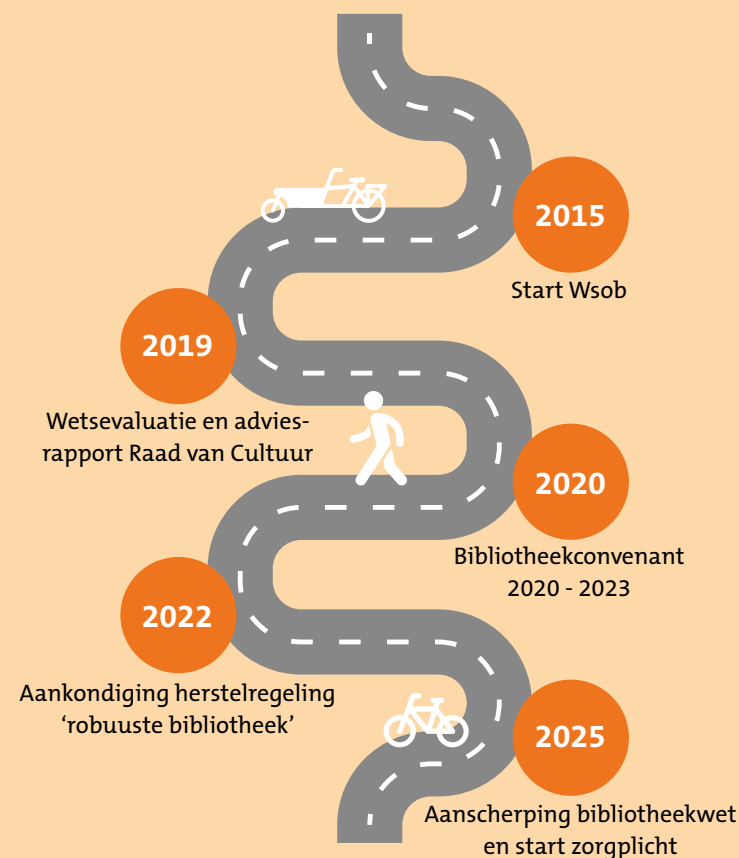 2015
Start Wsob
2019
Wetsevaluatie en advies-
rapport Raad van Cultuur
2020
Bibliotheekconvenant
2020 - 2023
2022
Aankondiging herstelregeling
‘robuuste bibliotheek’
2025
Aanscherping bibliotheekwet
en start zorgplicht